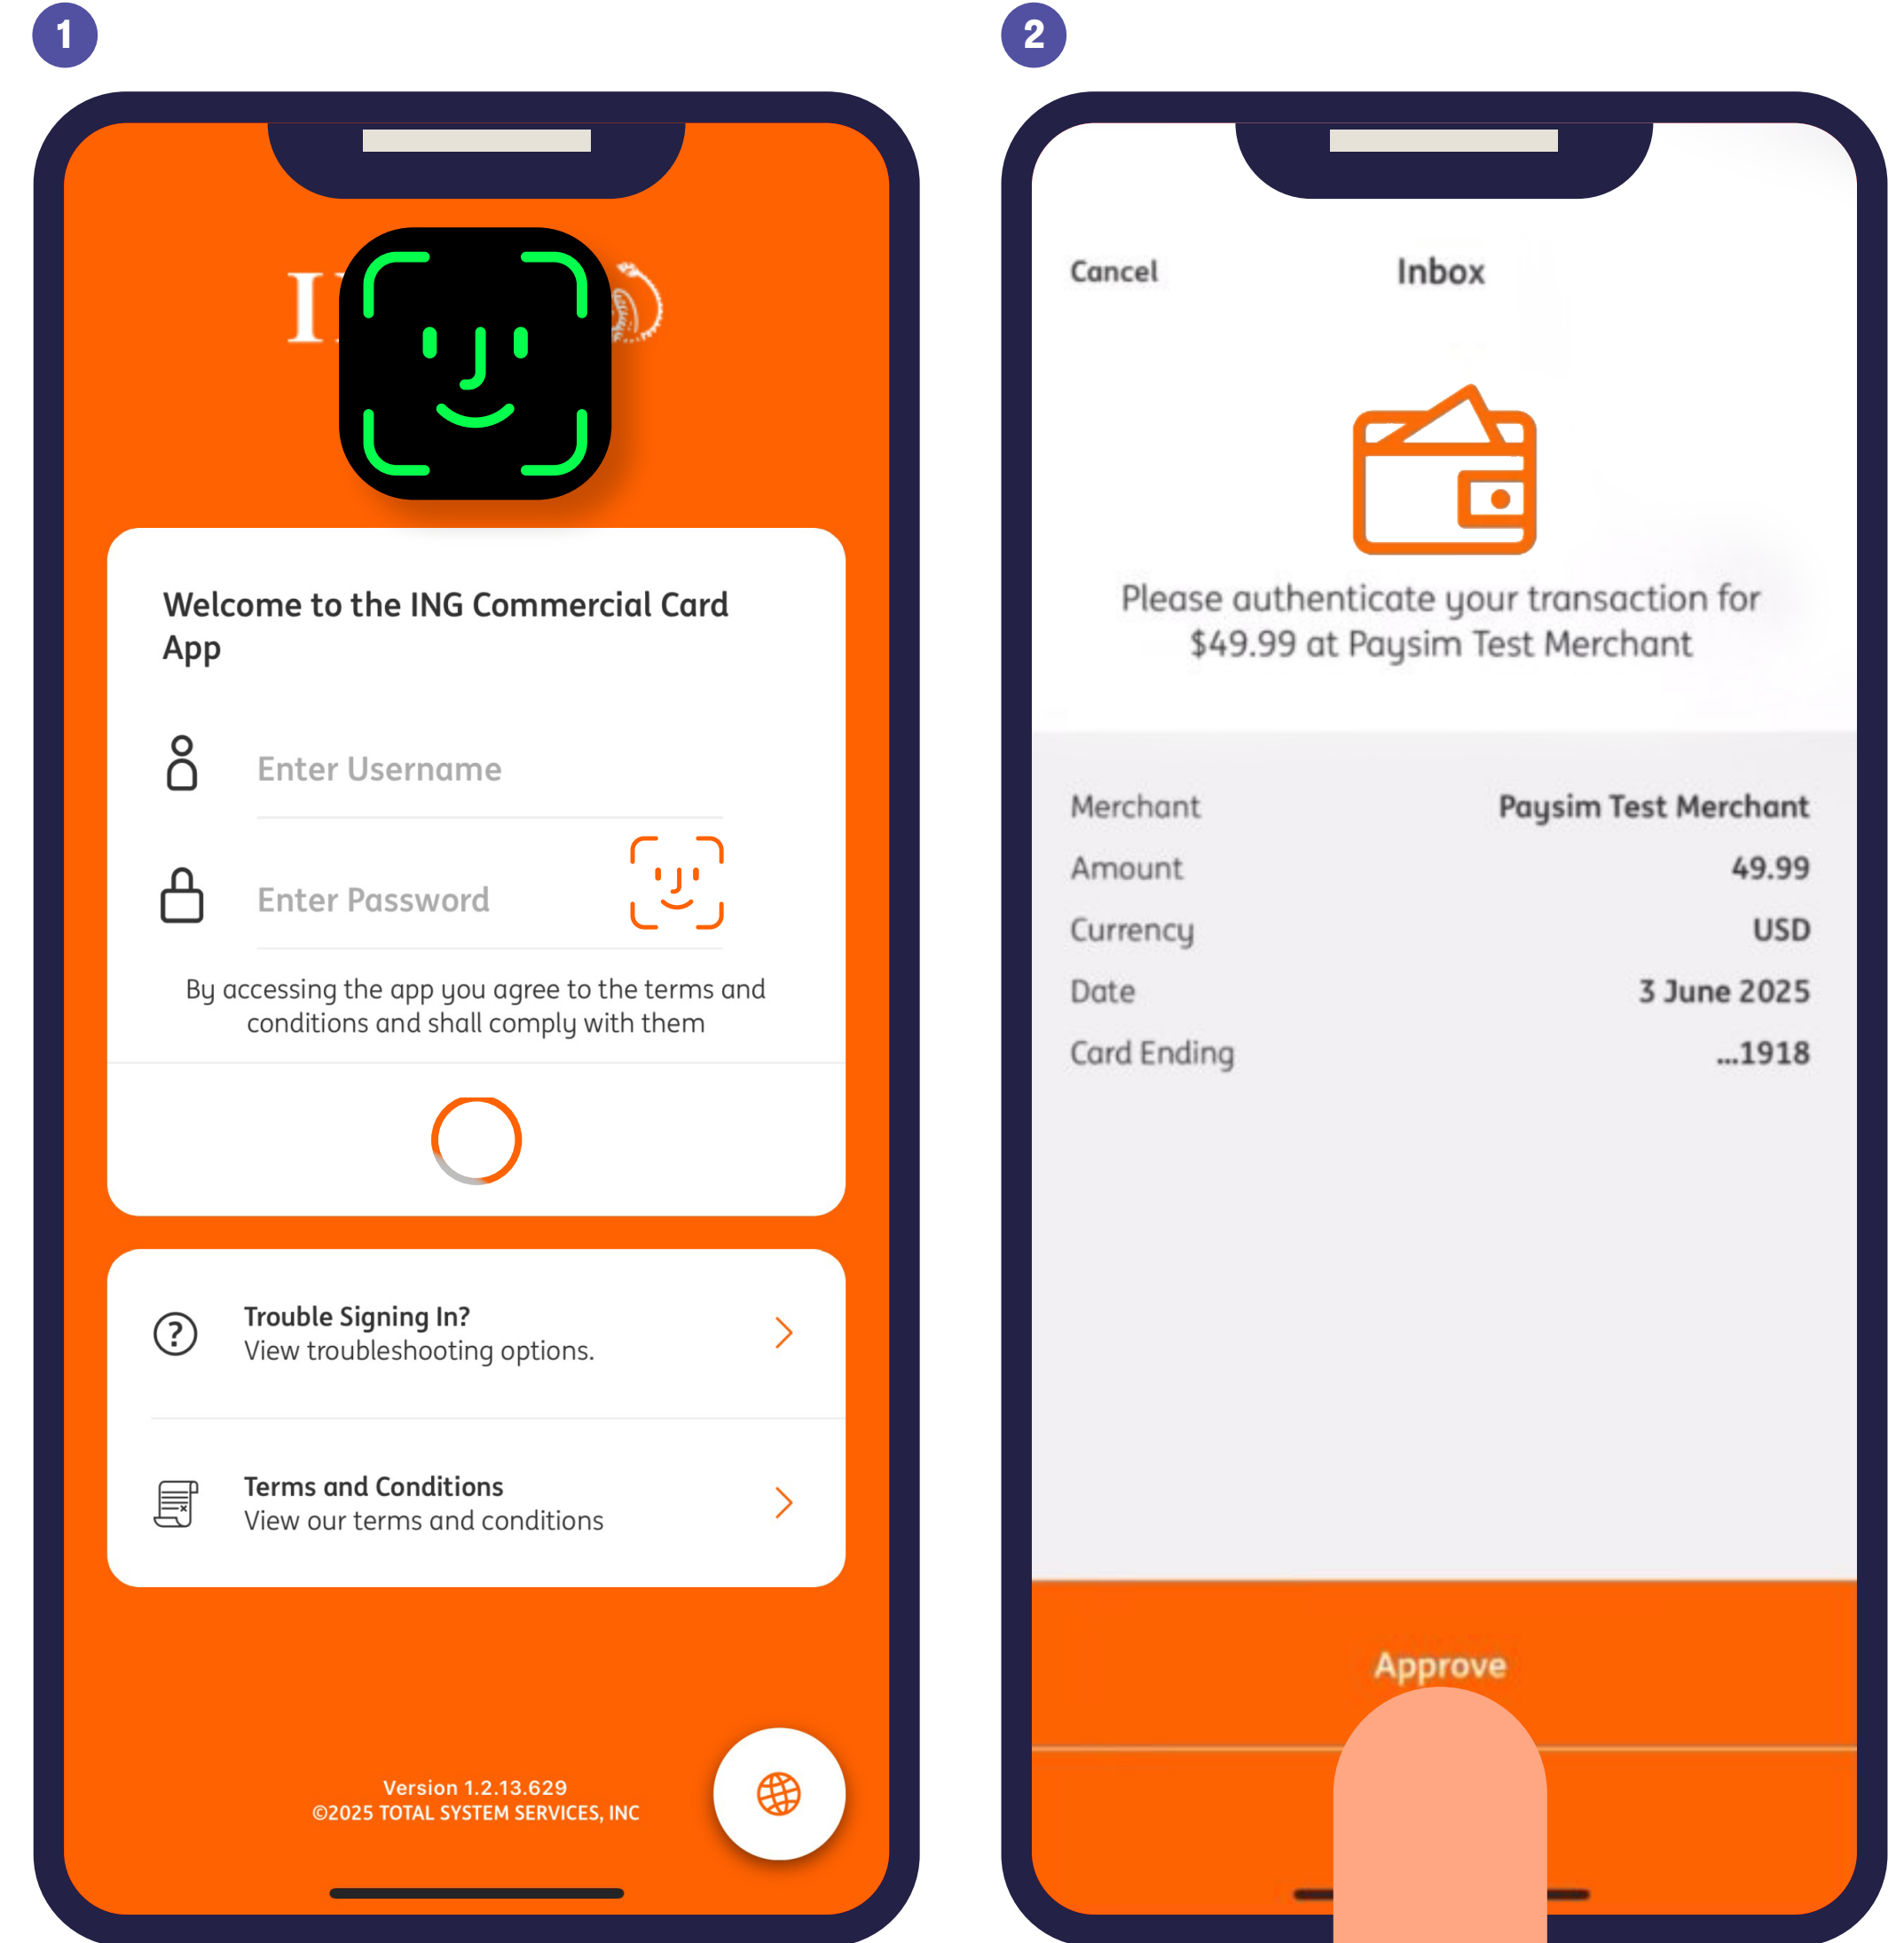 1
Welcome to the ING Commercial Card
App
Enter Username
Enter Password
By accessing the app you agree to the terms and
conditions and shall comply with them
Trouble Signing In?
View troubleshooting options.
Terms and Conditions
View our terms and conditions
Version 1.2.13.629
©2025 TOTAL SYSTEM SERVICES, INC
2
Cancel
Inbox
Please authenticate your transaction for
$49.99 at Paysim Test Merchant
Merchant Paysim Test Merchant
Amount 49.99
Currency USD
Date 3 June 2025
Card Ending ...1918
Approve